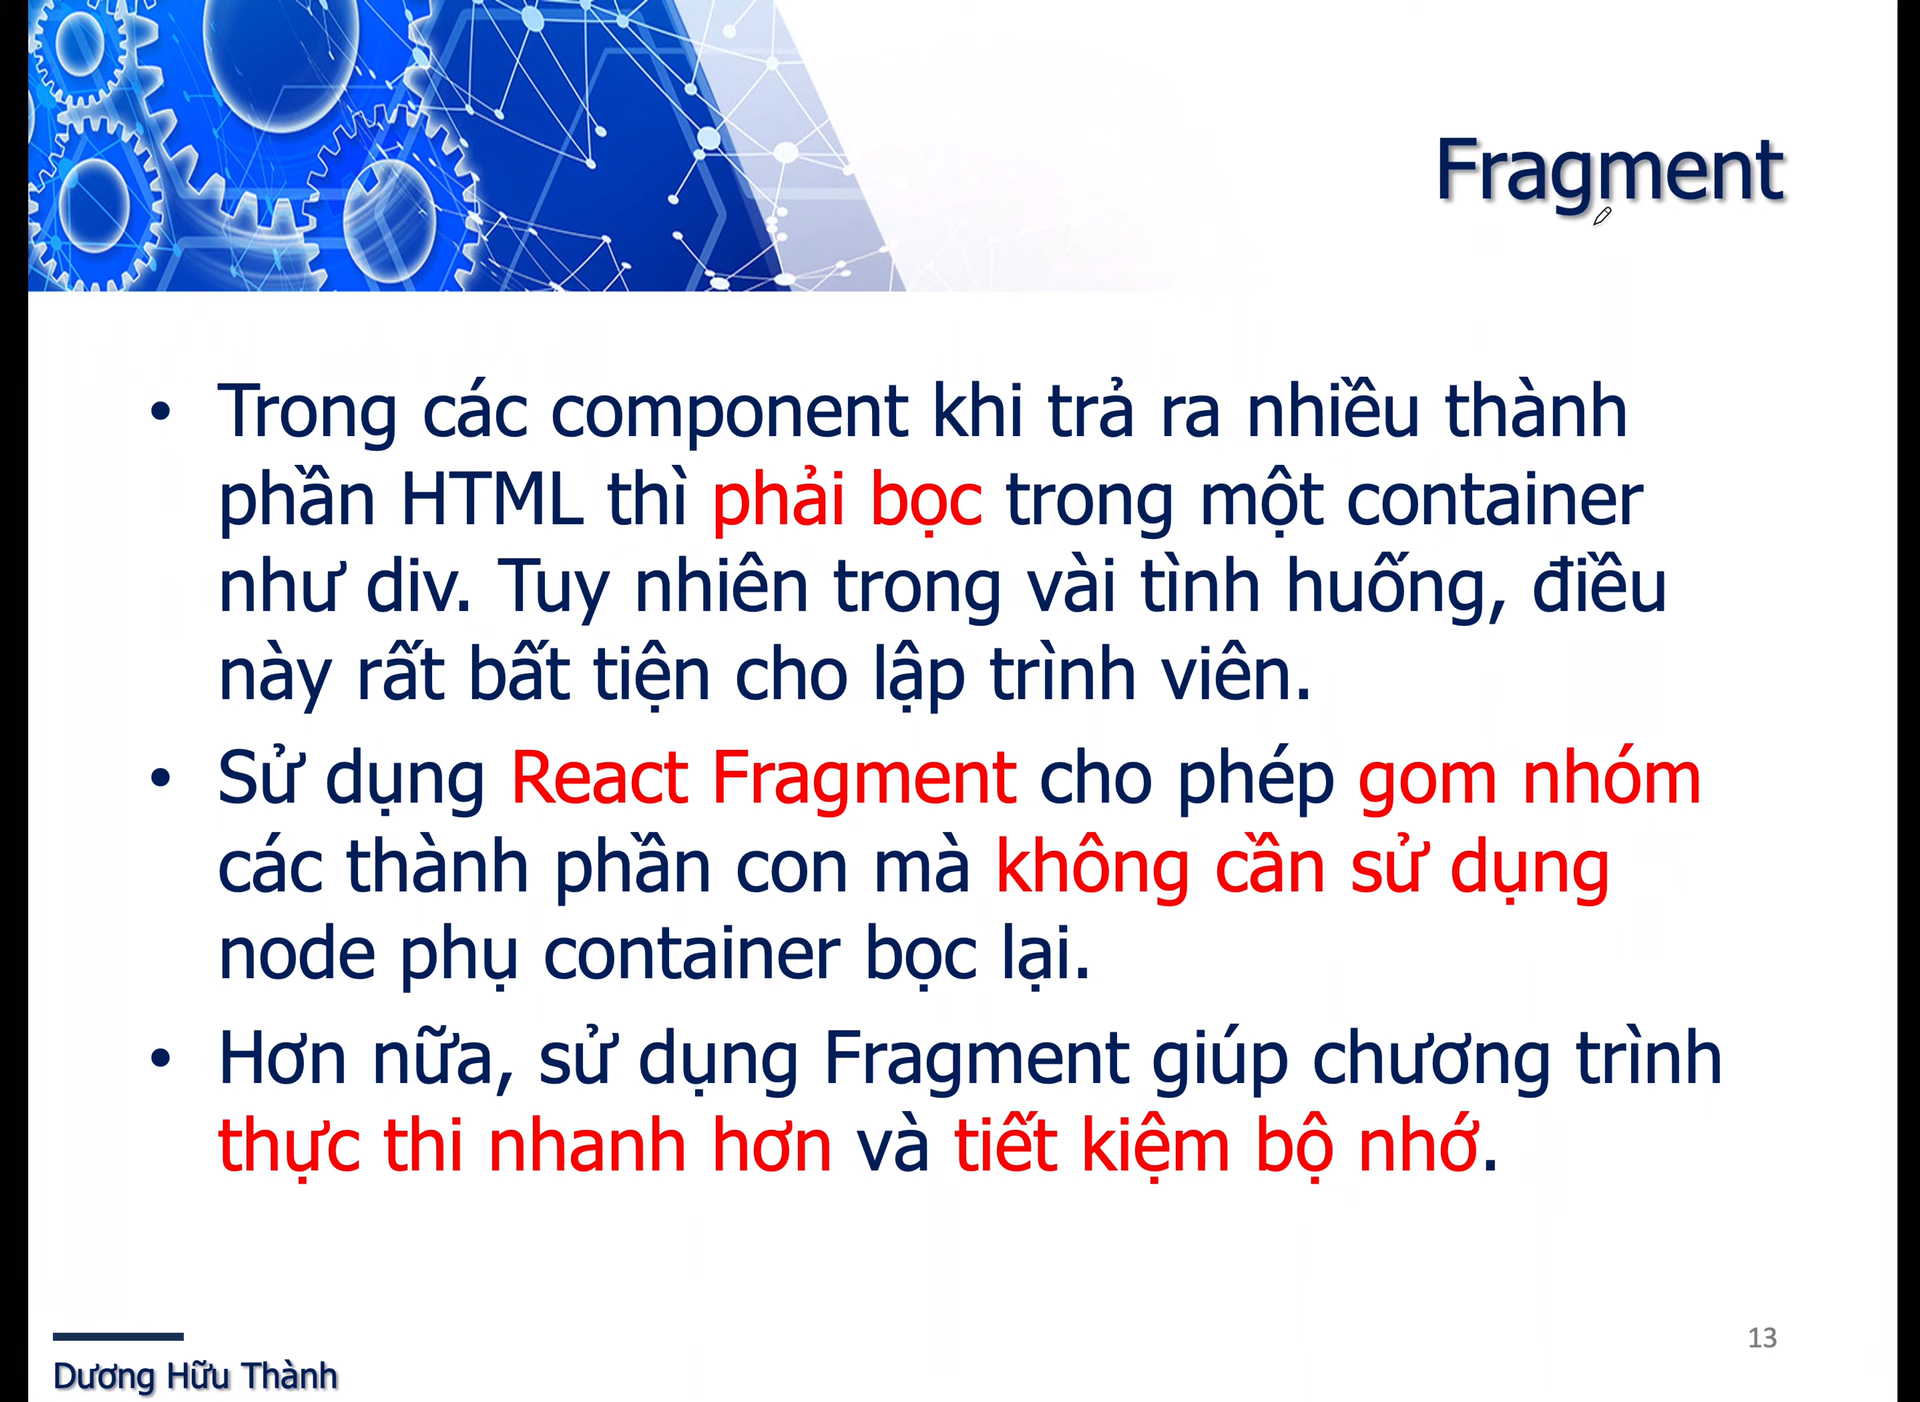 Fragment
• Trong các component khi trả ra nhiều thành
phần HTML thì phải bọc trong một container
như div. Tuy nhiên trong vài tình huống, điều
này rất bất tiện cho lập trình viên.
• Sử dụng React Fragment cho phép gom nhóm
các thành phần con mà không cần sử dụng
node phụ container bọc lại.
• Hơn nữa, sử dụng Fragment giúp chương trình
thực thi nhanh hơn và tiết kiệm bộ nhớ.
13
Dương Hữu Thành